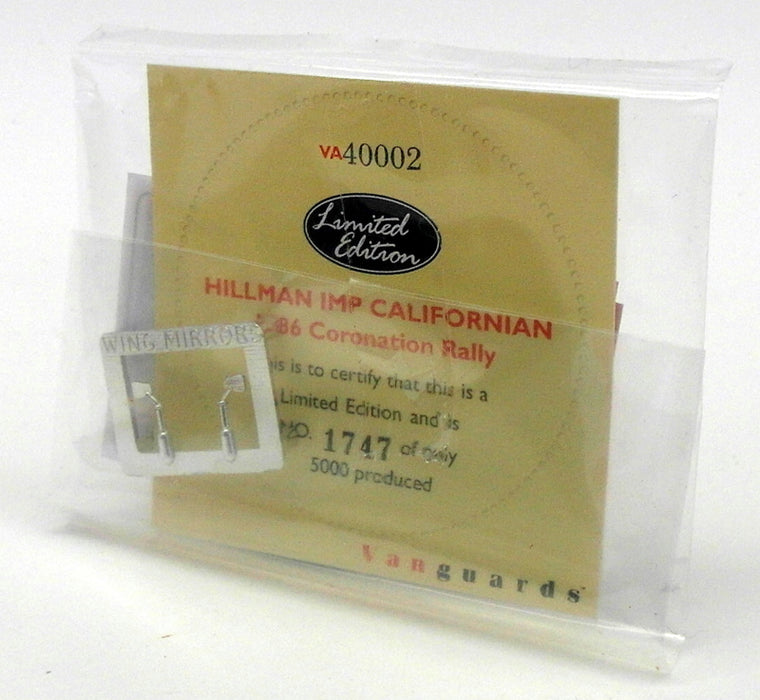 VA40002
Limited
Edition
HILLMAN IMP CALIFORNIAN
86 Coronation Rally
is is to certify that this is a
Limited Edition and is
NO. 1747 of only
5000 produced
WING MIRRORS
Vanguards